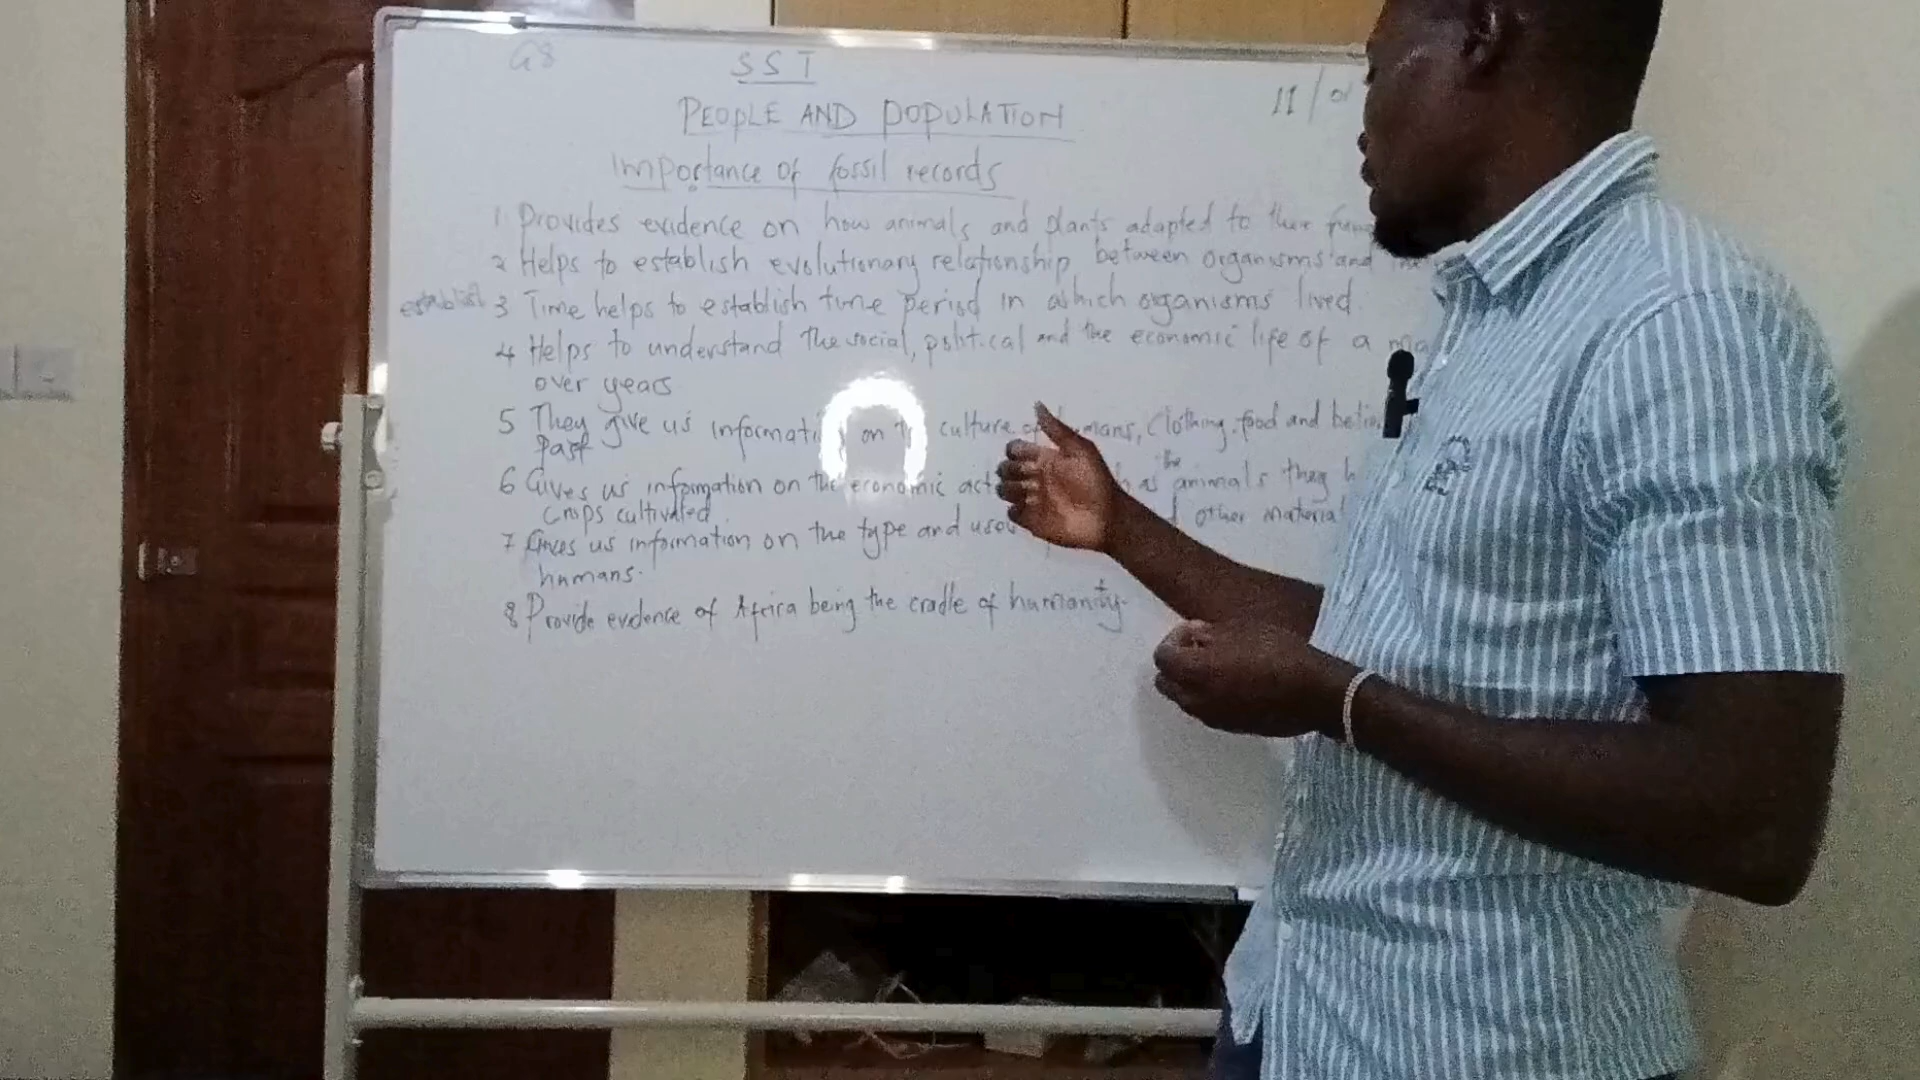 G8
SST
11/01
PEOPLE AND POPULATION
Importance of fossil records
1 Provides evidence on how animals and plants adapted to their
2 Helps to establish evolutionary relationship between organisms and
establish 3 Time helps to establish time period in which organisms lived.
4 Helps to understand the social, political and the economic life of a
over years
5 They give us on culture Clothing, food and
past
6 Gives us information on the economic as the animals they
Crops cultivated
7 Gives us information on the type and other
humans.
8 Provide evidence of Africa being the cradle of humanity.